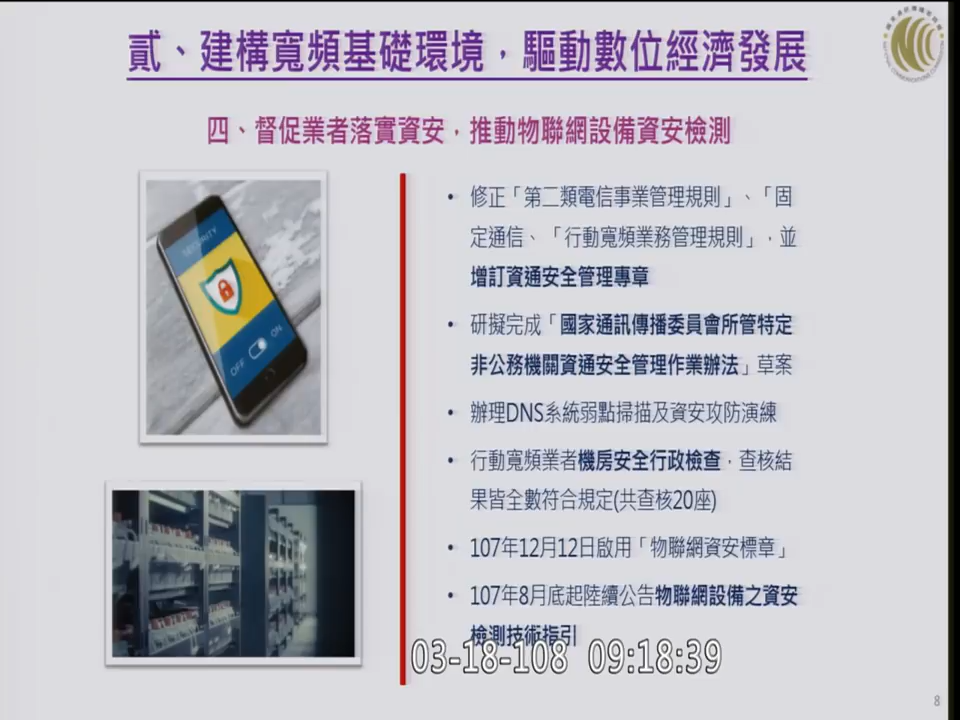 貳、建構寬頻基礎環境，驅動數位經濟發展
NCC
四、督促業者落實資安，推動物聯網設備資安檢測
SECURITY
OFF ON
• 修正「第二類電信事業管理規則」、「固
定通信、「行動寬頻業務管理規則」，並
增訂資通安全管理專章
• 研擬完成「國家通訊傳播委員會所管特定
非公務機關資通安全管理作業辦法」草案
• 辦理DNS系統弱點掃描及資安攻防演練
• 行動寬頻業者機房安全行政檢查，查核結
果皆全數符合規定(共查核20座)
• 107年12月12日啟用「物聯網資安標章」
• 107年8月底起陸續公告物聯網設備之資安
檢測技術指引
03-18-108 09:18:39
8